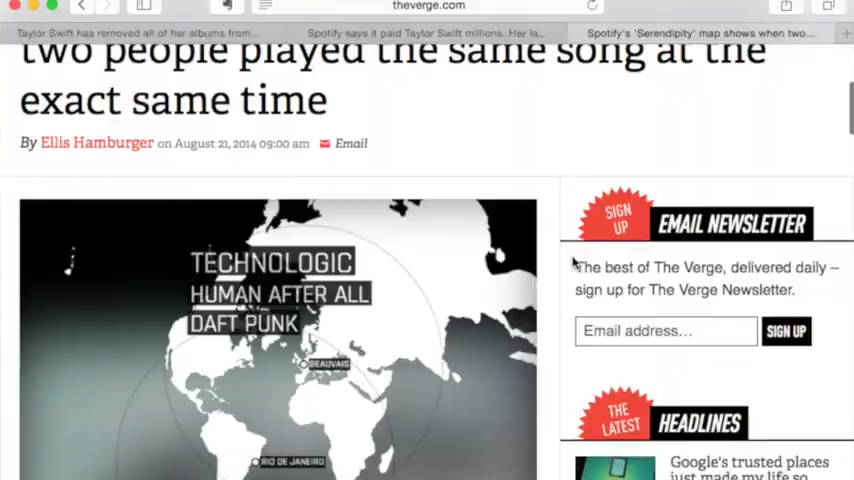 theverge.com
Taylor Swift has removed all of her albums from...
Spotify says it paid Taylor Swift millions. Her la...
Spotify's 'Serendipity' map shows when two...
two people played the same song at the
exact same time
By Ellis Hamburger on August 21, 2014 09:00 am Email
TECHNOLOGIC
HUMAN AFTER ALL
DAFT PUNK
BEAUVAIS
RIO DE JANEIRO
SIGN UP
EMAIL NEWSLETTER
The best of The Verge, delivered daily –
sign up for The Verge Newsletter.
Email address... SIGN UP
THE LATEST
HEADLINES
Google's trusted places
just made my life so